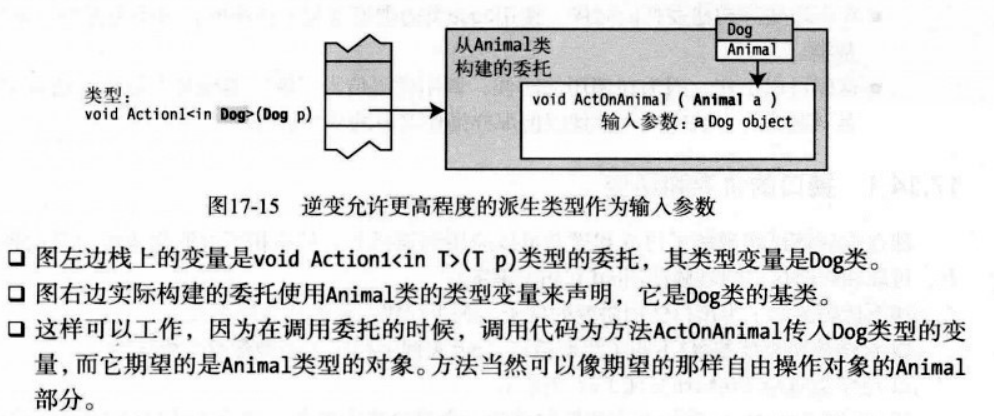 Dog
Animal
从Animal类
构建的委托
类型：
void Action1<in Dog>(Dog p)
void ActOnAnimal ( Animal a )
输入参数：a Dog object
图17-15 逆变允许更高程度的派生类型作为输入参数
❑ 图左边栈上的变量是void Action1<in T>(T p)类型的委托，其类型变量是Dog类。
❑ 图右边实际构建的委托使用Animal类的类型变量来声明，它是Dog类的基类。
❑ 这样可以工作，因为在调用委托的时候，调用代码为方法ActOnAnimal传入Dog类型的变
量，而它期望的是Animal类型的对象。方法当然可以像期望的那样自由操作对象的Animal
部分。